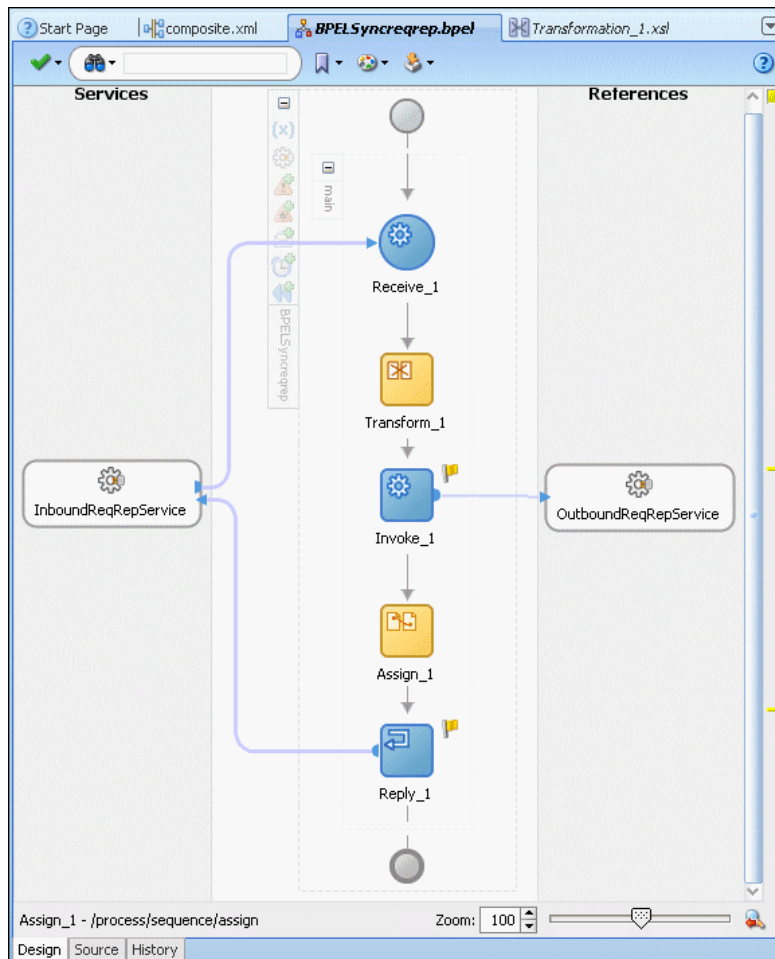 Start Page composite.xml BPELSyncreqrep.bpel Transformation_1.xsl
Services
References
(x)
main
Receive_1
BPELSyncreqrep
Transform_1
InboundReqRepService
OutboundReqRepService
Invoke_1
Assign_1
Reply_1
Assign_1 - /process/sequence/assign Zoom: 100
Design Source History